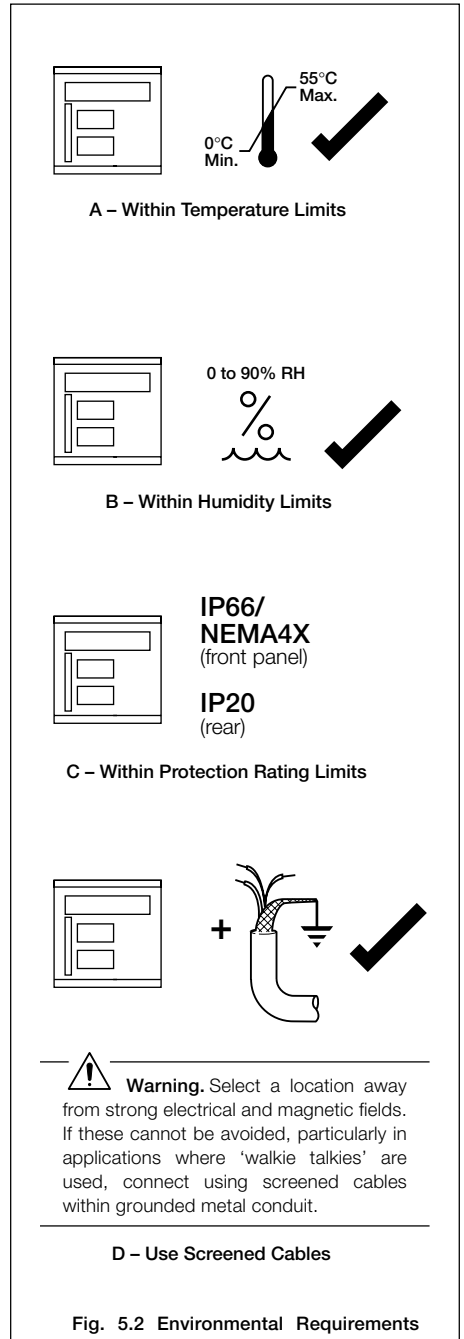 55°C
Max.
0°C
Min.
A – Within Temperature Limits
0 to 90% RH
%
B – Within Humidity Limits
IP66/
NEMA4X
(front panel)
IP20
(rear)
C – Within Protection Rating Limits
+
Warning. Select a location away
from strong electrical and magnetic fields.
If these cannot be avoided, particularly in
applications where ‘walkie talkies’ are
used, connect using screened cables
within grounded metal conduit.
D – Use Screened Cables
Fig. 5.2 Environmental Requirements